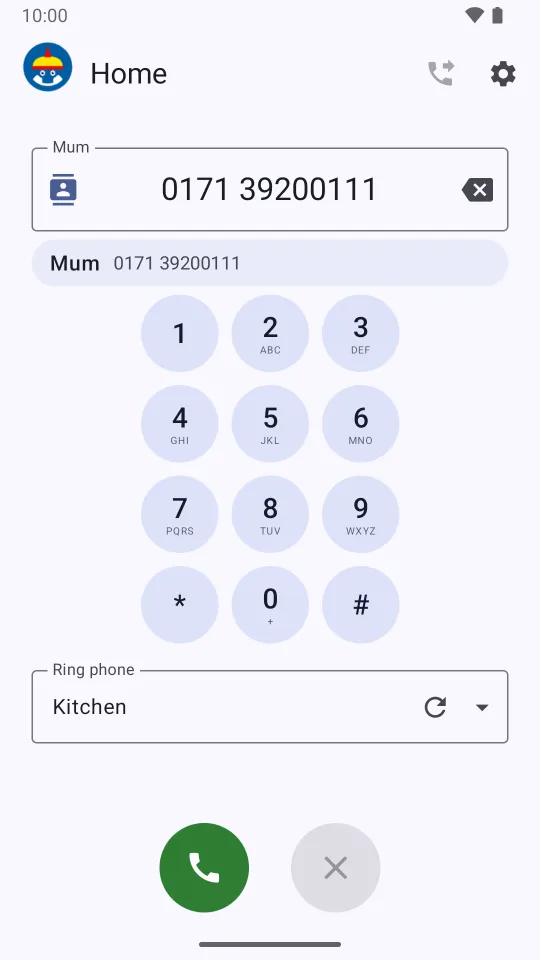 10:00
Home
Mum
0171 39200111
Mum 0171 39200111
1 2 3
ABC DEF
4 5 6
GHI JKL MNO
7 8 9
PQRS TUV WXYZ
* 0 #
+
Ring phone
Kitchen